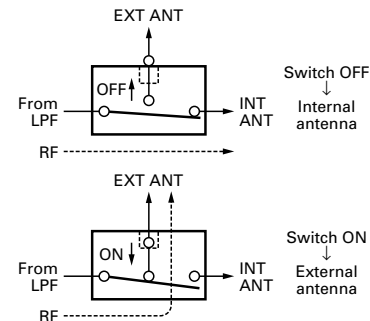 EXT ANT
OFF
From
LPF
INT
ANT
RF
Switch OFF
↓
Internal
antenna
EXT ANT
ON
From
LPF
INT
ANT
RF
Switch ON
↓
External
antenna